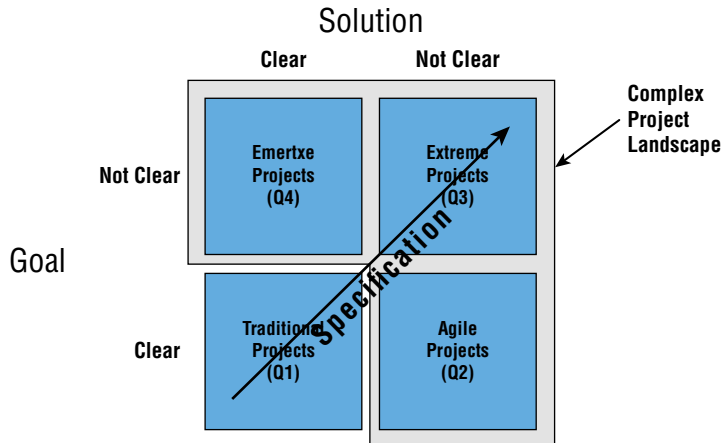 Solution
Clear
Not Clear
Complex
Project
Landscape
Not Clear
Emertxe
Projects
(Q4)
Extreme
Projects
(Q3)
Goal
Specification
Clear
Traditional
Projects
(Q1)
Agile
Projects
(Q2)